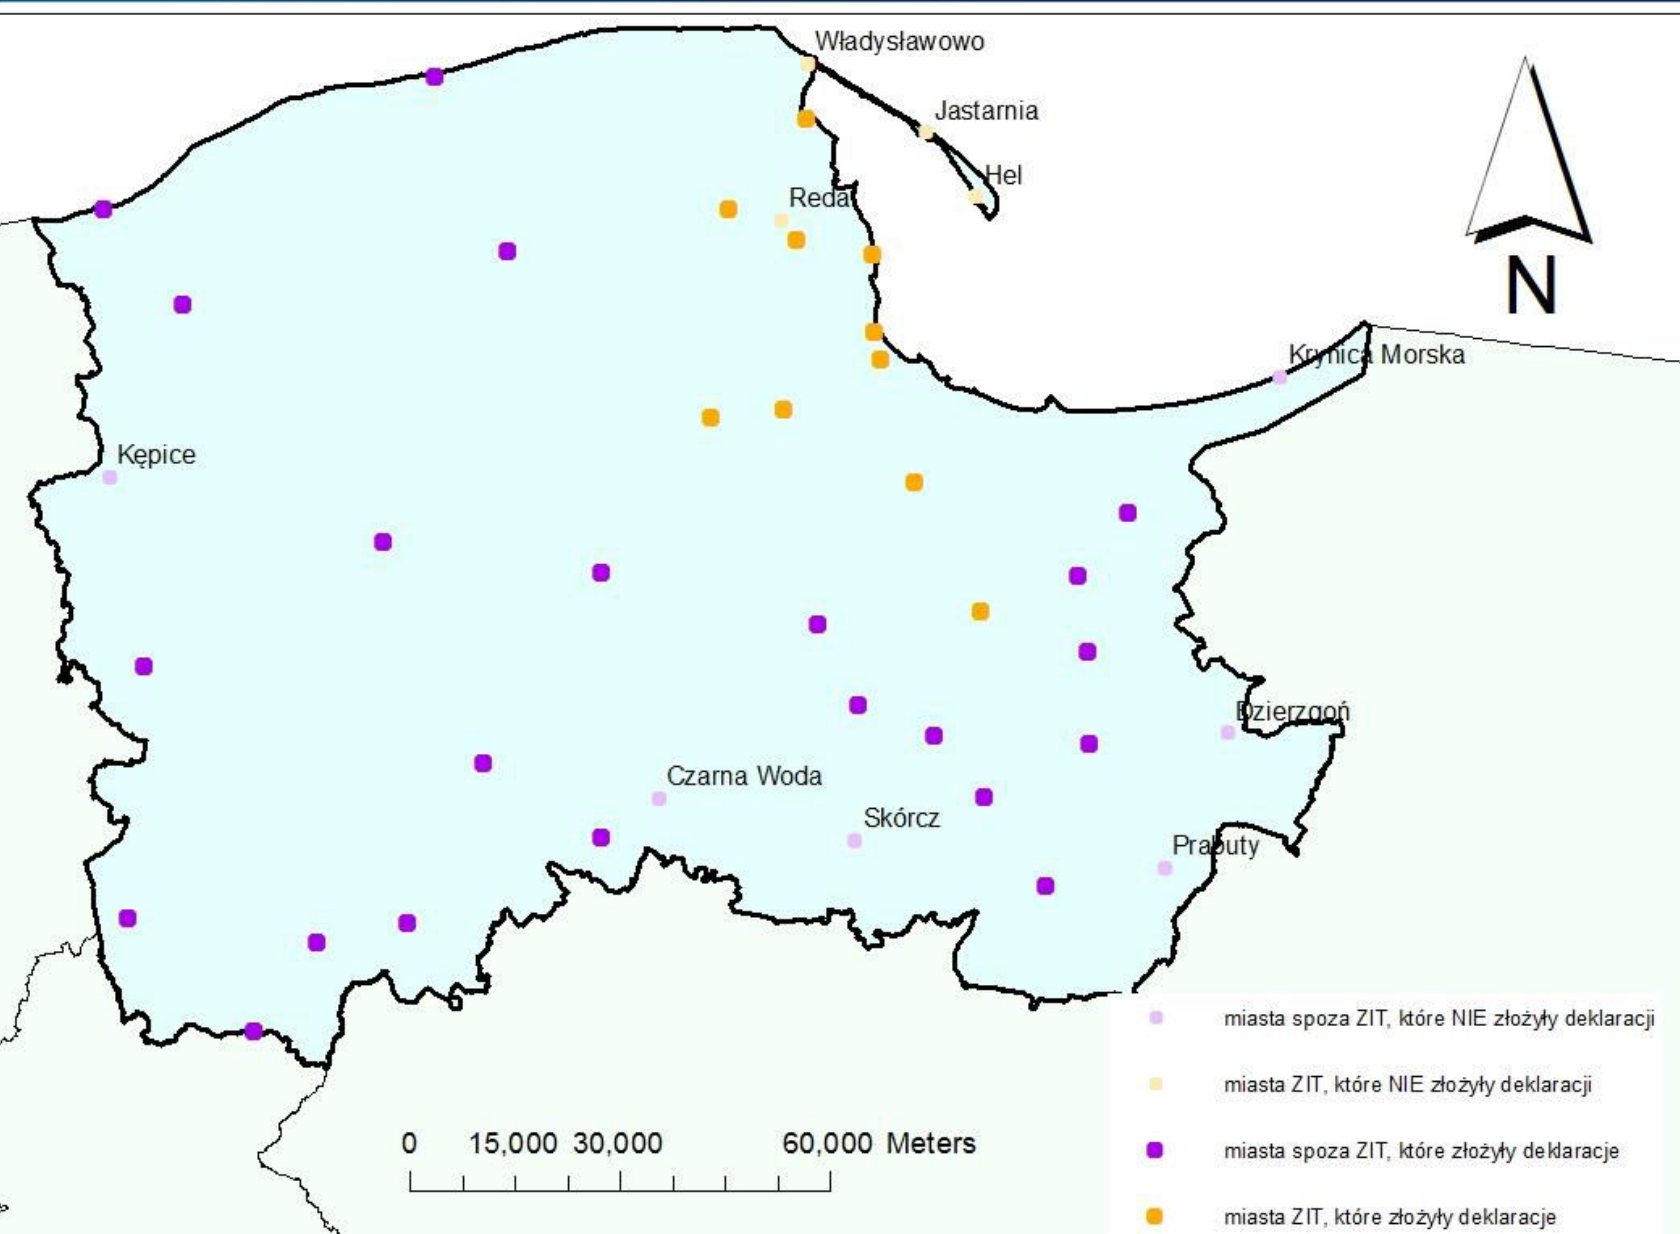 Władysławowo
Jastarnia
Hel
Reda
N
Krynica Morska
Kępice
Dzierzgoń
Czarna Woda
Skórcz
Prabuty
miasta spoza ZIT, które NIE złożyły deklaracji
miasta ZIT, które NIE złożyły deklaracji
0 15,000 30,000 60,000 Meters
miasta spoza ZIT, które złożyły deklaracje
miasta ZIT, które złożyły deklaracje